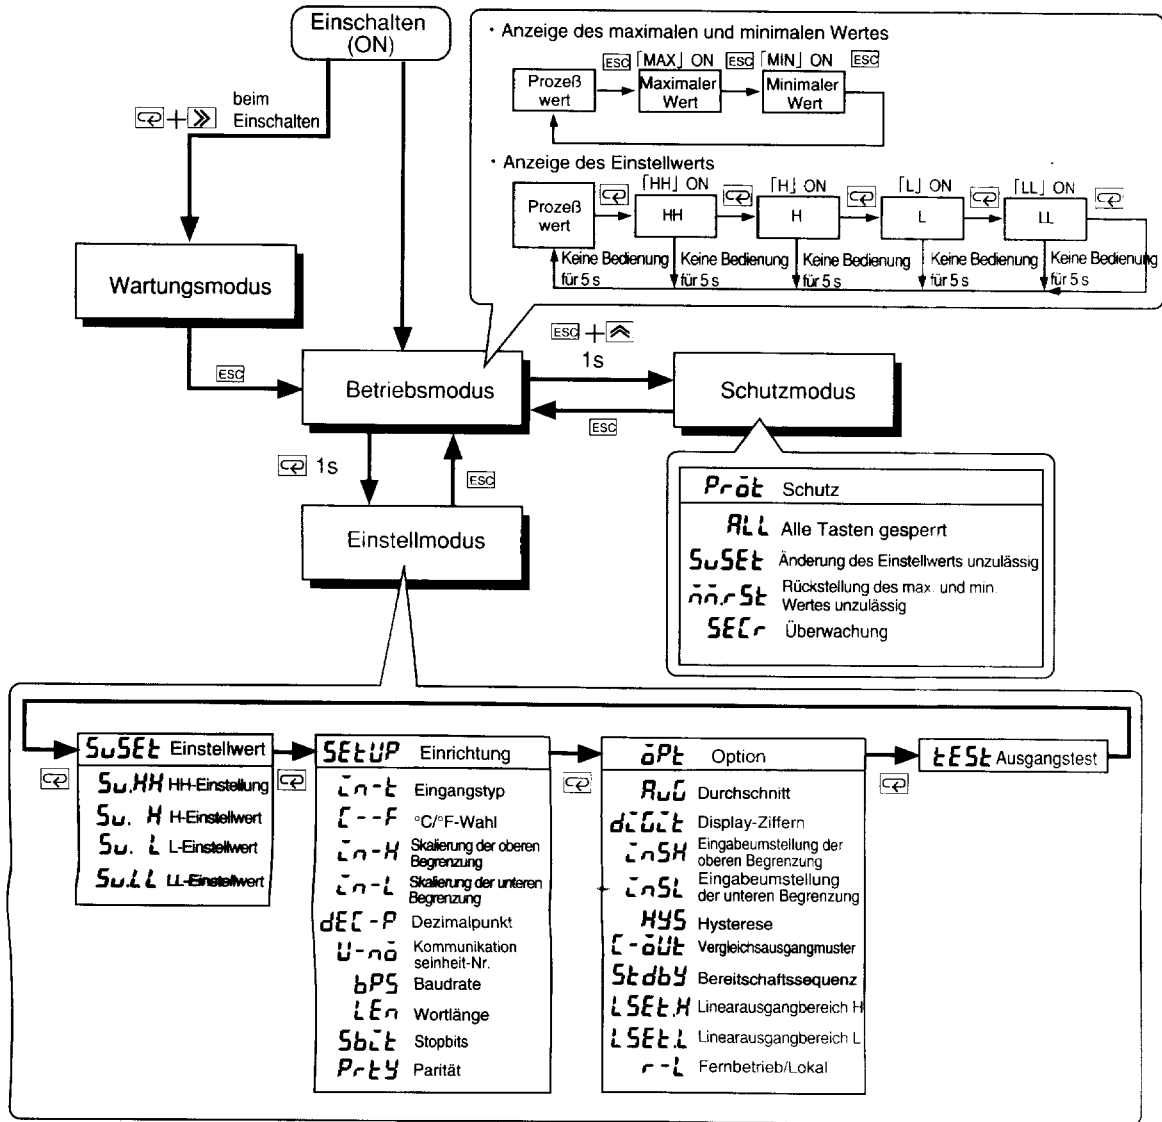 Einschalten
(ON)
beim
Einschalten
+
Wartungsmodus
ESC
· Anzeige des maximalen und minimalen Wertes
Prozeß
wert
ESC 「MAX」 ON
Maximaler
Wert
ESC 「MIN」 ON
Minimaler
Wert
ESC
· Anzeige des Einstellwerts
Prozeß
wert
「HH」 ON
HH
「H」 ON
H
「L」 ON
L
「LL」 ON
LL
Keine Bedienung
für 5 s
Keine Bedienung
für 5 s
Keine Bedienung
für 5 s
Keine Bedienung
für 5 s
Keine Bedienung
für 5 s
Betriebsmodus
ESC +
1s
ESC
Schutzmodus
1s
ESC
Einstellmodus
Prot Schutz
ALL Alle Tasten gesperrt
SvSEt Änderung des Einstellwerts unzulässig
mm.rSt Rückstellung des max. und min.
Wertes unzulässig
SECr Überwachung
SvSEt Einstellwert
Sv.HH HH-Einstellung
Sv. H H-Einstellwert
Sv. L L-Einstellwert
Sv.LL LL-Einstellwert
SEtUP Einrichtung
in-t Eingangstyp
C--F °C/°F-Wahl
in-H Skalierung der oberen
Begrenzung
in-L Skalierung der unteren
Begrenzung
dEC-P Dezimalpunkt
U-no Kommunikation
seinheit-Nr.
bPS Baudrate
LEn Wortlänge
Sbit Stopbits
PrtY Parität
oPt Option
AvG Durchschnitt
diGit Display-Ziffern
inSH Eingabeumstellung der
oberen Begrenzung
inSL Eingabeumstellung
der unteren Begrenzung
HYS Hysterese
C-oUt Vergleichsausgangmuster
StdbY Bereitschaftssequenz
LSEt.H Linearausgangbereich H
LSEt.L Linearausgangbereich L
r-L Fernbetrieb/Lokal
tESt Ausgangstest